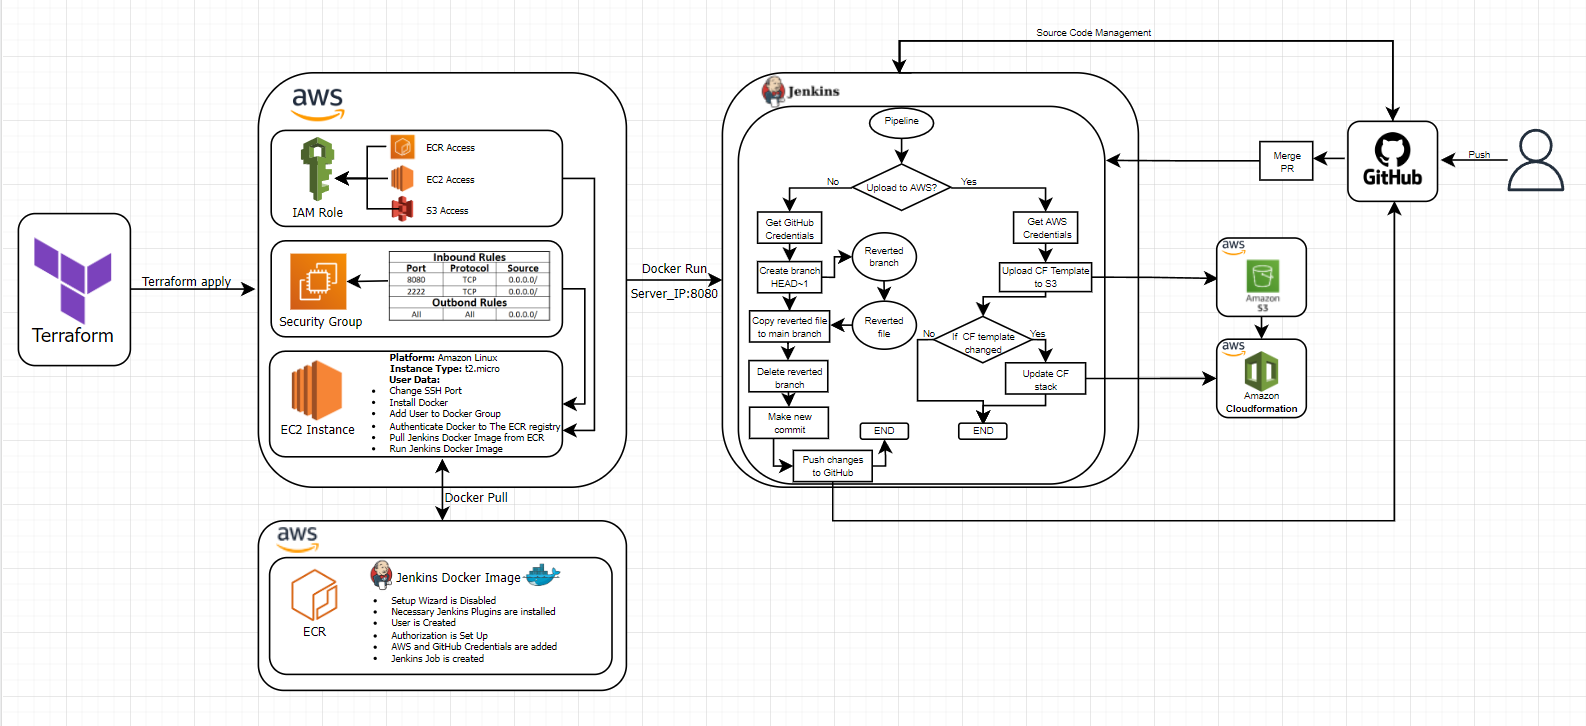 Source Code Management
aws
Jenkins
Pipeline
Upload to AWS?
No
Yes
Get GitHub
Credentials
Get AWS
Credentials
Create branch
HEAD~1
Reverted
branch
Upload CF Template
to S3
Copy reverted file
to main branch
Reverted
file
No
If CF template
changed
Yes
Delete reverted
branch
Update CF
stack
Make new
commit
END
END
Push changes
to GitHub
Merge
PR
GitHub
Push
aws
Amazon
S3
aws
Amazon
Cloudformation
Terraform
Terraform apply
IAM Role
ECR Access
EC2 Access
S3 Access
Security Group
Inbound Rules
Port Protocol Source
8080 TCP 0.0.0.0/
2222 TCP 0.0.0.0/
Outbond Rules
All All 0.0.0.0/
Docker Run
Server_IP:8080
EC2 Instance
Platform: Amazon Linux
Instance Type: t2.micro
User Data:
• Change SSH Port
• Install Docker
• Add User to Docker Group
• Authenticate Docker to The ECR registry
• Pull Jenkins Docker Image from ECR
• Run Jenkins Docker Image
Docker Pull
aws
ECR
Jenkins Docker Image
• Setup Wizard is Disabled
• Necessary Jenkins Plugins are installed
• User is Created
• Authorization is Set Up
• AWS and GitHub Credentials are added
• Jenkins Job is created